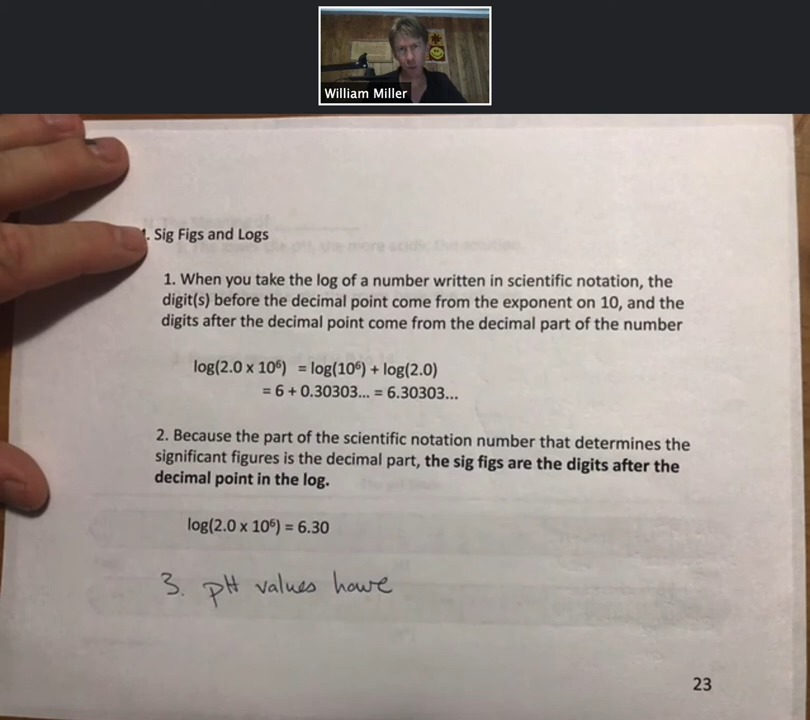 William Miller
. Sig Figs and Logs
1. When you take the log of a number written in scientific notation, the
digit(s) before the decimal point come from the exponent on 10, and the
digits after the decimal point come from the decimal part of the number
log(2.0 x 10⁶) = log(10⁶) + log(2.0)
= 6 + 0.30303... = 6.30303...
2. Because the part of the scientific notation number that determines the
significant figures is the decimal part, the sig figs are the digits after the
decimal point in the log.
log(2.0 x 10⁶) = 6.30
3. pH values have
23